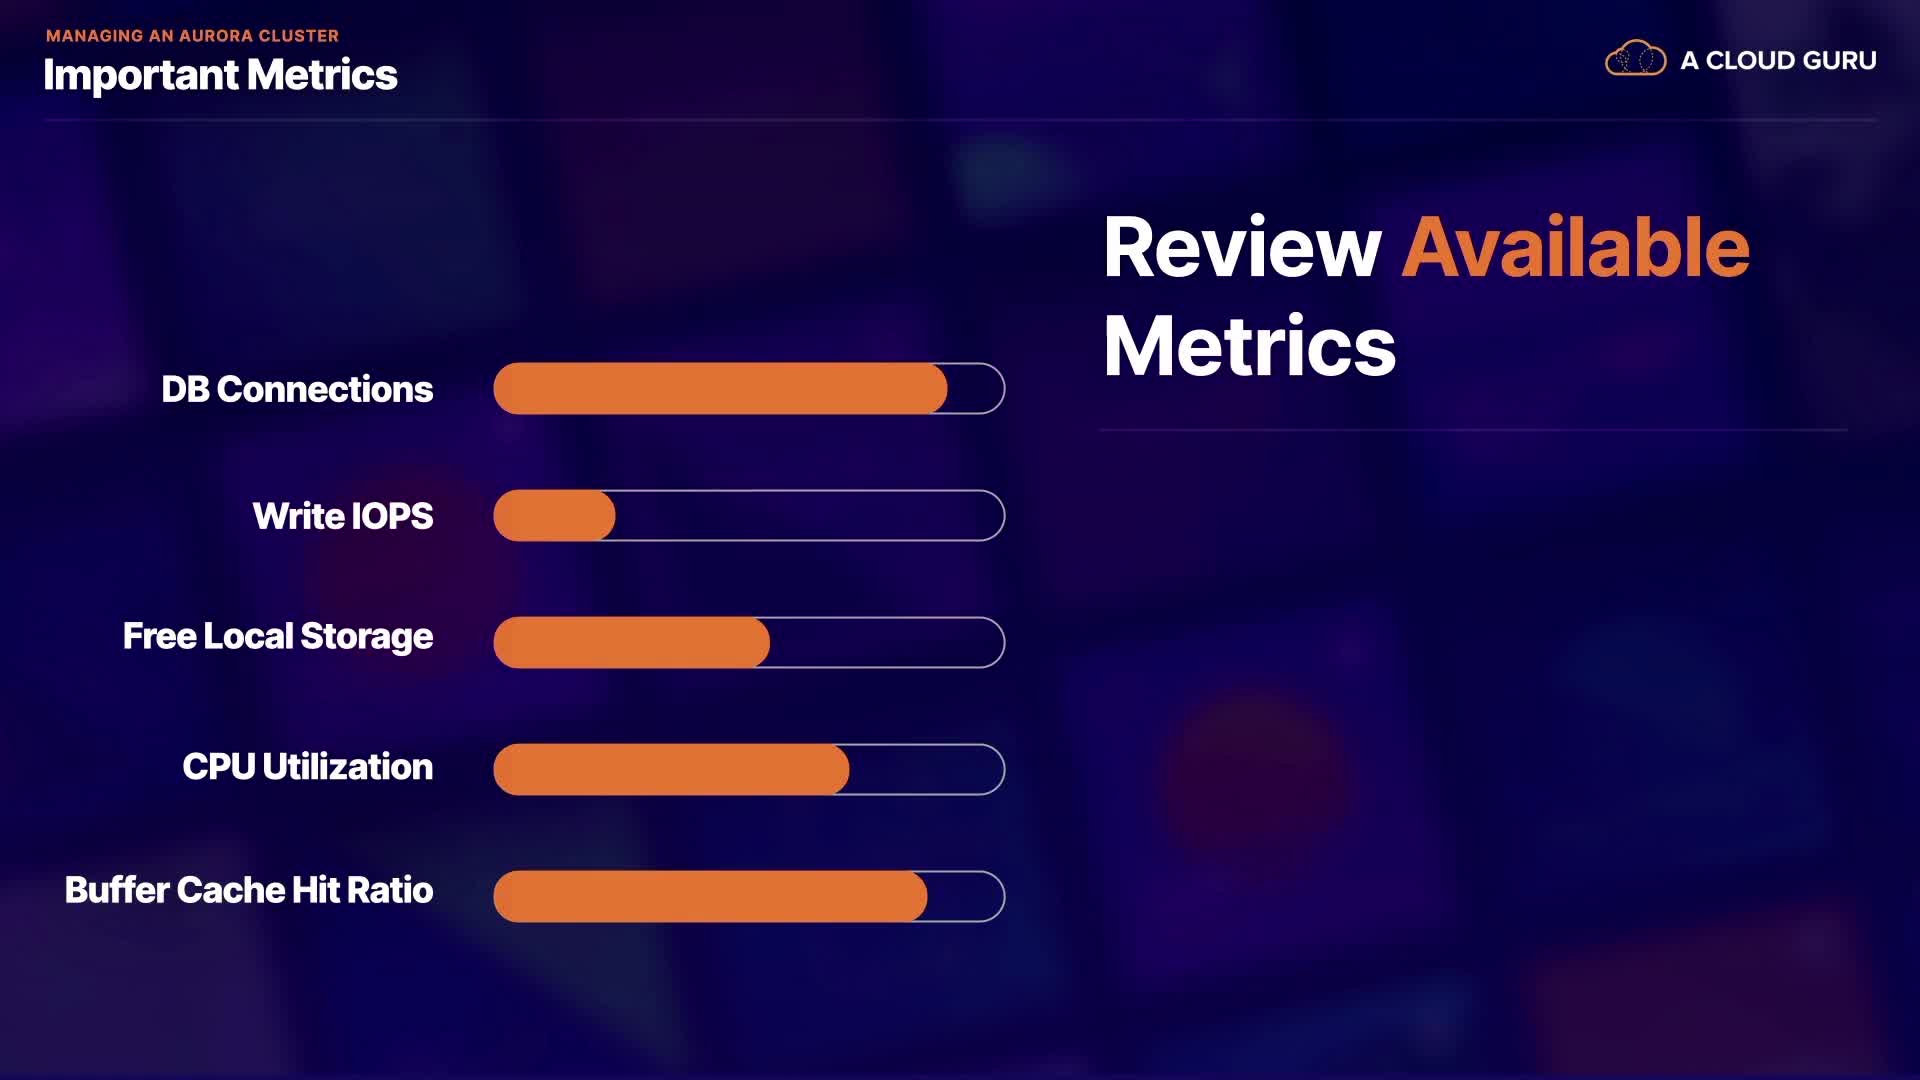 MANAGING AN AURORA CLUSTER
Important Metrics
A CLOUD GURU
Review Available
Metrics
DB Connections
Write IOPS
Free Local Storage
CPU Utilization
Buffer Cache Hit Ratio